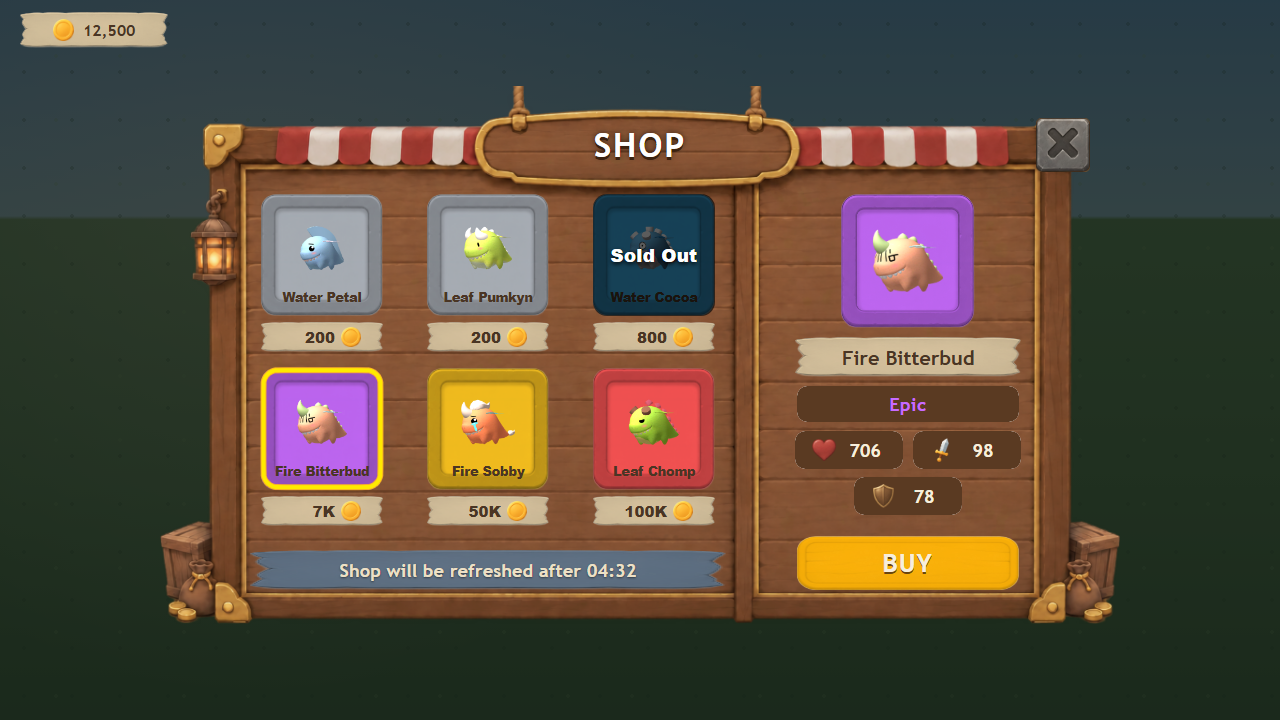 12,500
SHOP
Water Petal
Leaf Pumkyn
Sold Out
Water Cocoa
200
200
800
Fire Bitterbud
Fire Sobby
Leaf Chomp
7K
50K
100K
Shop will be refreshed after 04:32
Fire Bitterbud
Epic
706
98
78
BUY